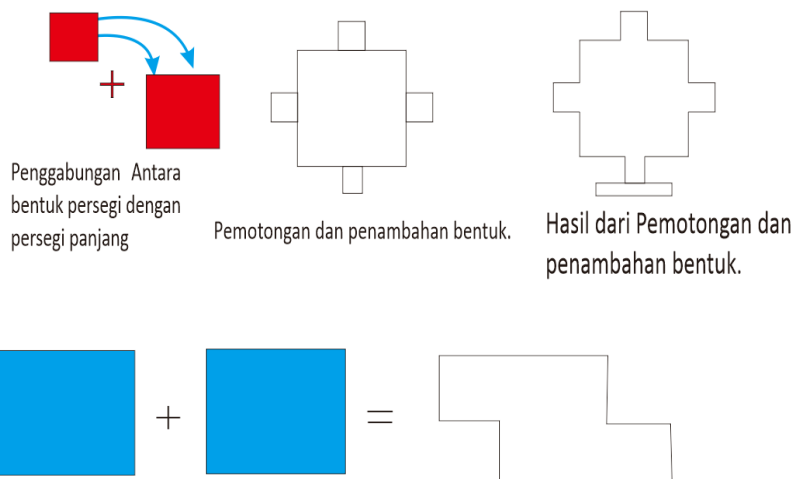 Penggabungan Antara
bentuk persegi dengan
persegi panjang
Pemotongan dan penambahan bentuk.
Hasil dari Pemotongan dan
penambahan bentuk.